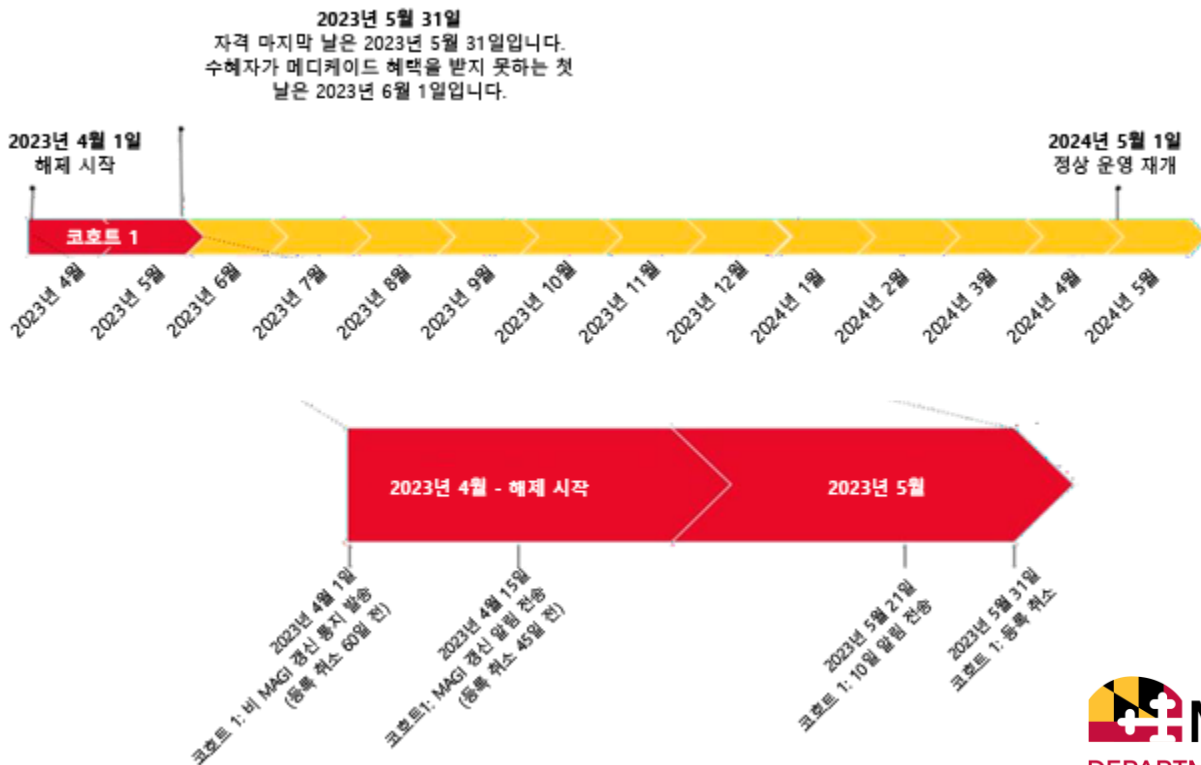 2023년 5월 31일
자격 마지막 날은 2023년 5월 31일입니다.
수혜자가 메디케이드 혜택을 받지 못하는 첫
날은 2023년 6월 1일입니다.
2023년 4월 1일
해제 시작
2024년 5월 1일
정상 운영 재개
코호트 1
2023년 4월
2023년 5월
2023년 6월
2023년 7월
2023년 8월
2023년 9월
2023년 10월
2023년 11월
2023년 12월
2024년 1월
2024년 2월
2024년 3월
2024년 4월
2024년 5월
2023년 4월 - 해제 시작
2023년 5월
2023년 4월 1일
코호트 1: 비 MAGI 갱신 통지 발송
(등록 취소 60일 전)
2023년 4월 15일
코호트1: MAGI 갱신 알림 전송
(등록 취소 45일 전)
2023년 5월 21일
코호트 1: 10일 알림 전송
2023년 5월 31일
코호트 1: 등록 취소